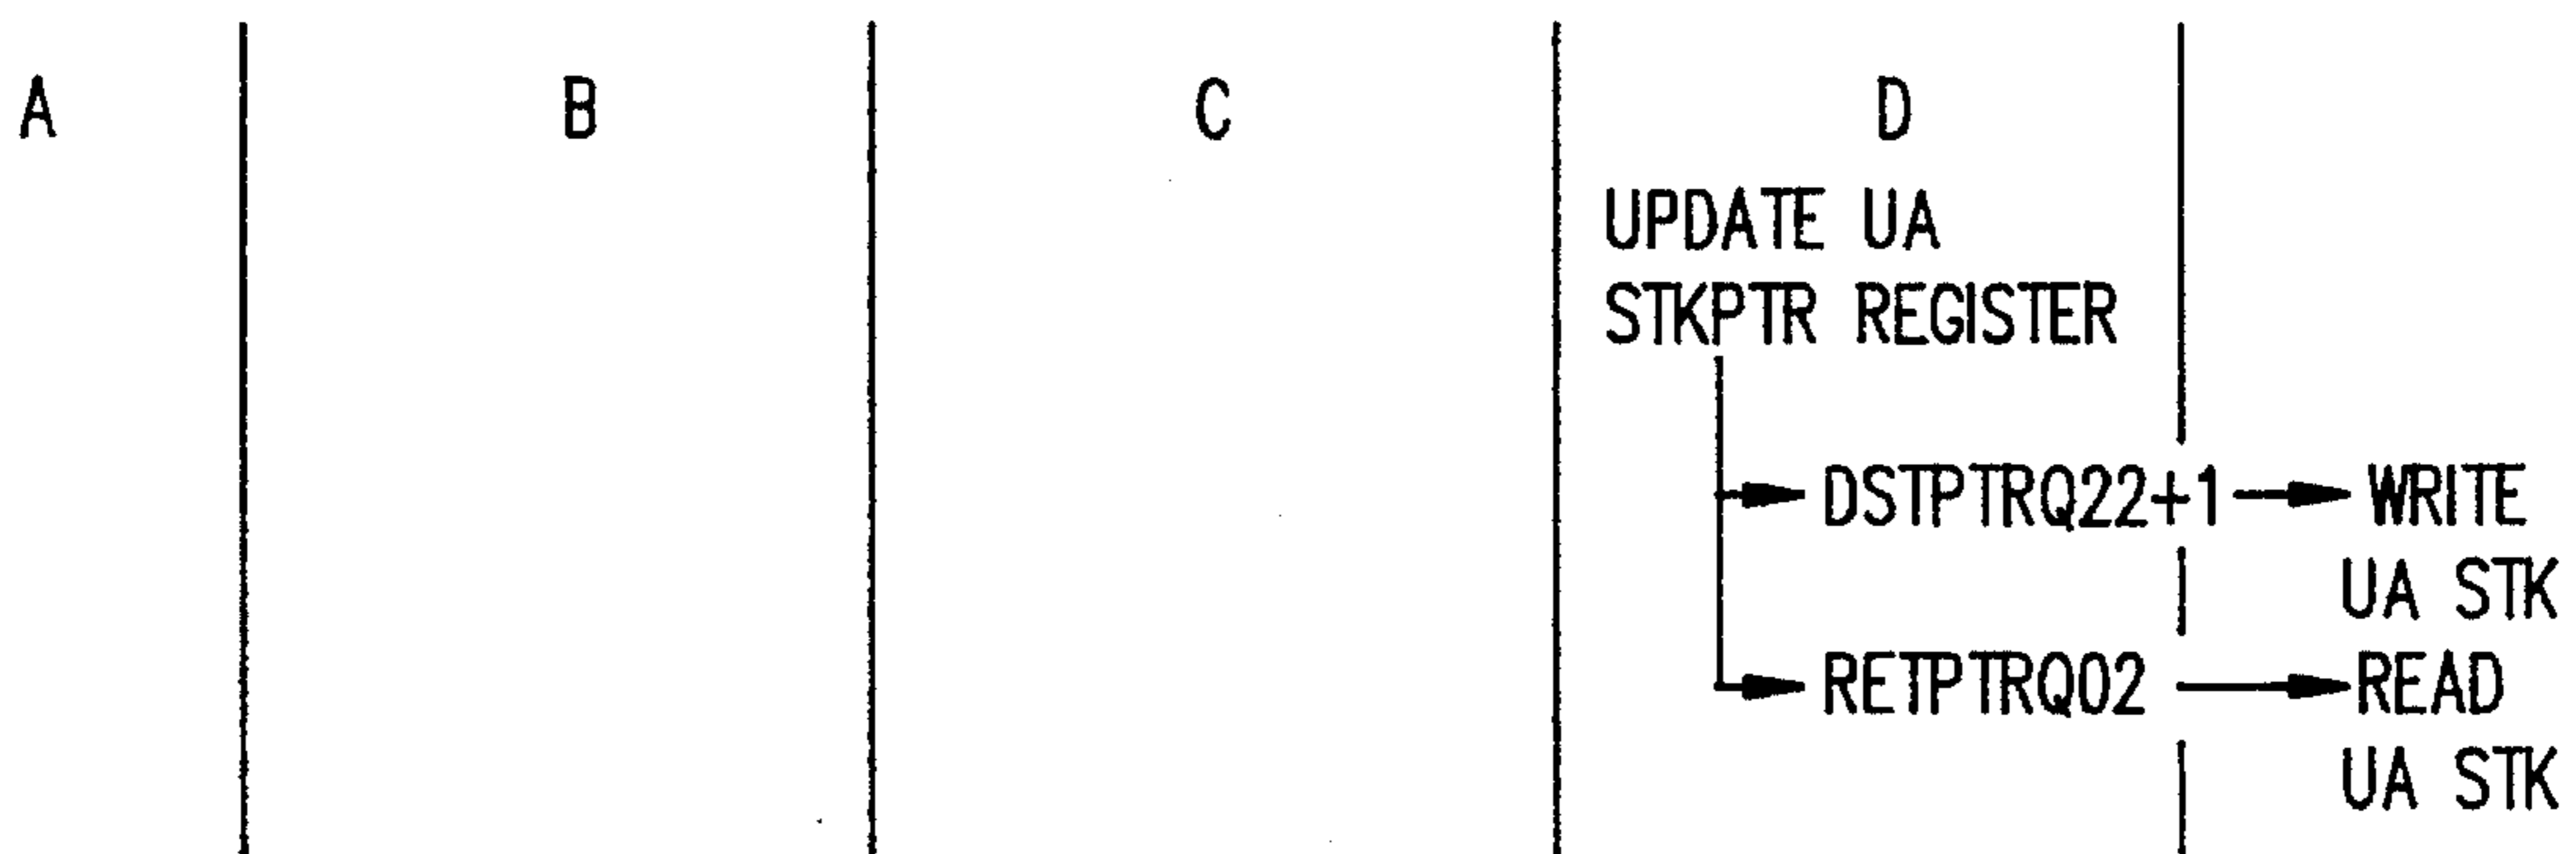 A B C D
UPDATE UA
STKPTR REGISTER
DSTPTRQ22+1 WRITE
UA STK
RETPTRQ02 READ
UA STK